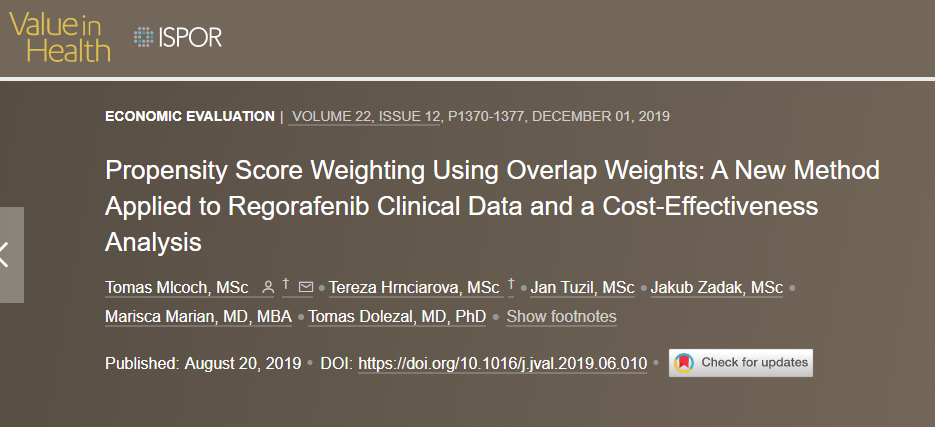 Value in
Health
ISPOR
ECONOMIC EVALUATION | VOLUME 22, ISSUE 12, P1370-1377, DECEMBER 01, 2019
Propensity Score Weighting Using Overlap Weights: A New Method
Applied to Regorafenib Clinical Data and a Cost-Effectiveness
Analysis
Tomas Mlcoch, MSc † • Tereza Hrnciarova, MSc † • Jan Tuzil, MSc • Jakub Zadak, MSc •
Marisca Marian, MD, MBA • Tomas Dolezal, MD, PhD • Show footnotes
Published: August 20, 2019 • DOI: https://doi.org/10.1016/j.jval.2019.06.010 • Check for updates